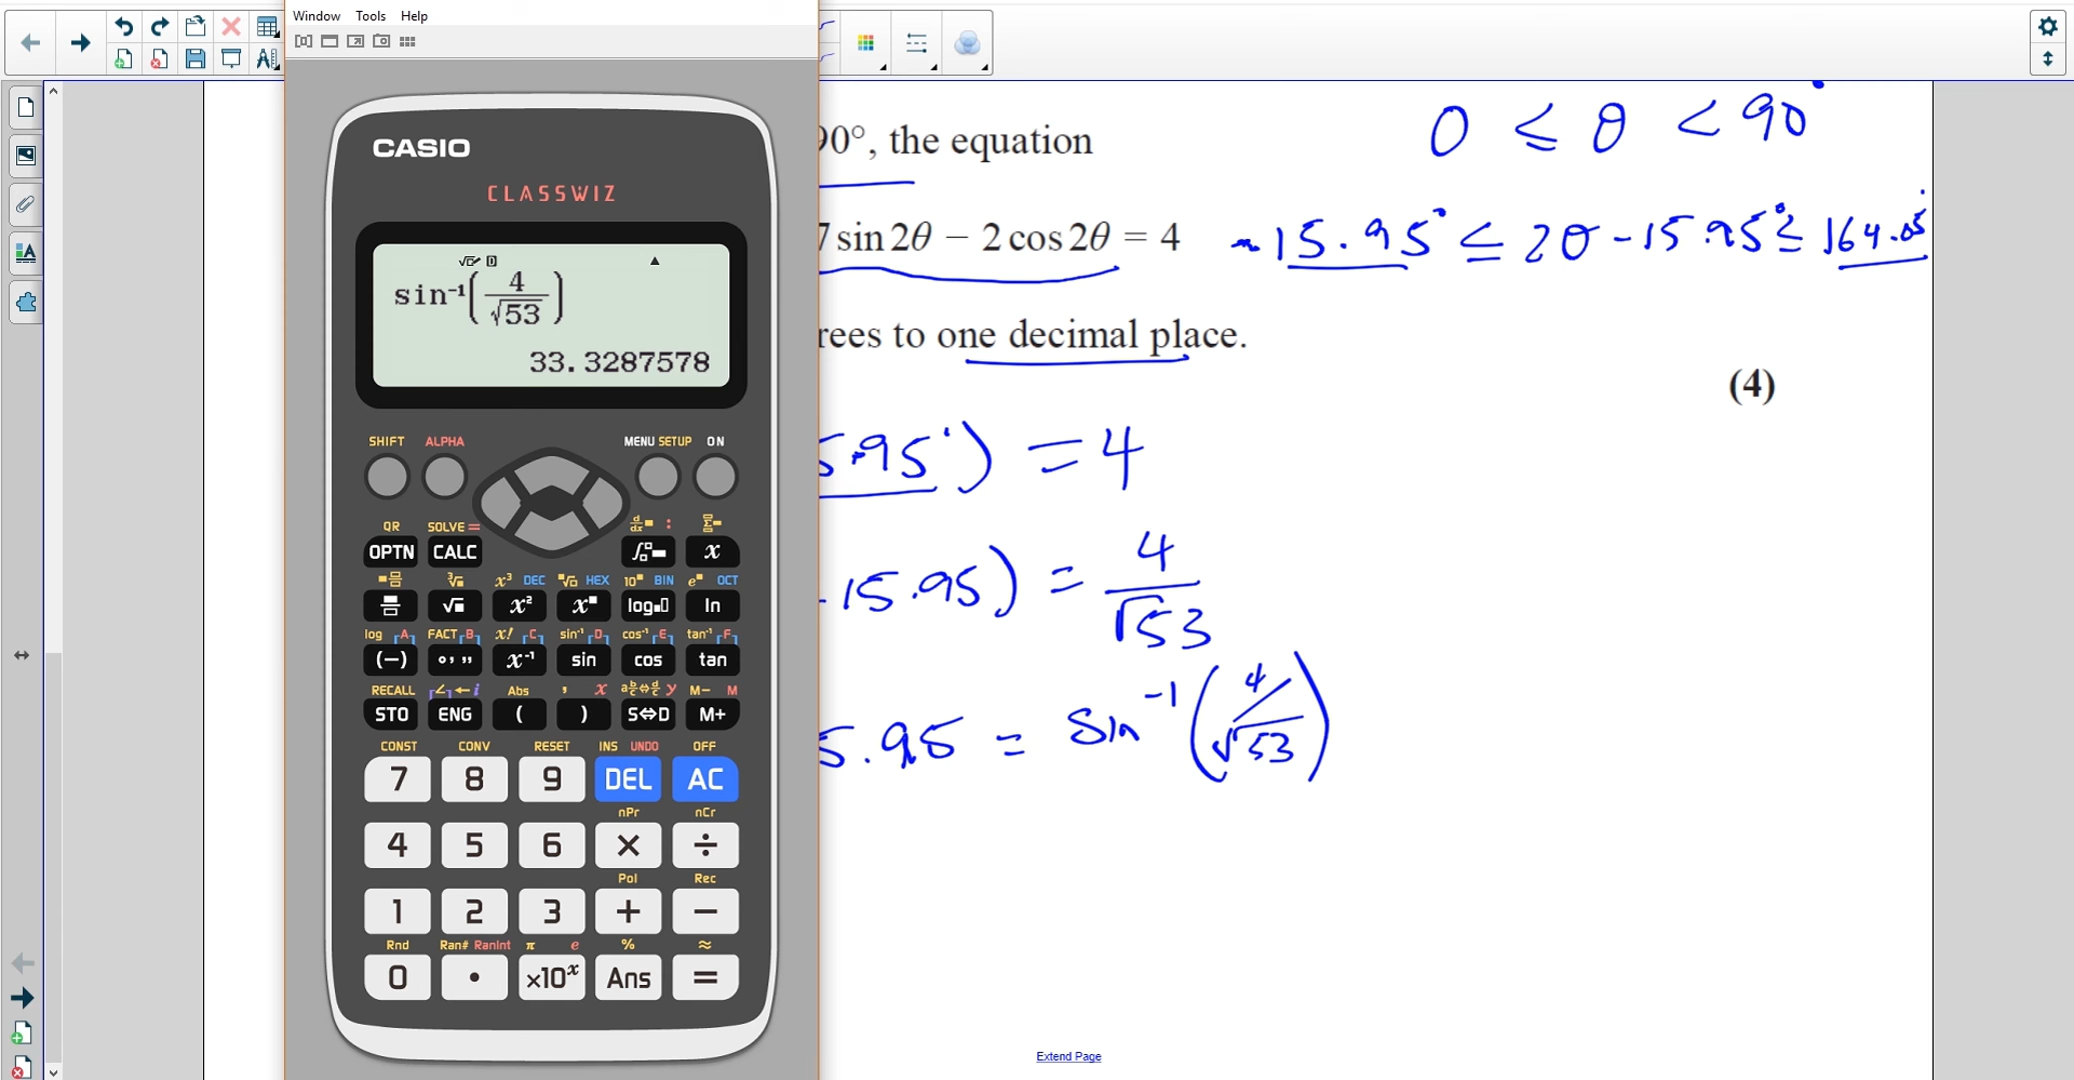 Window Tools Help
90°, the equation
0 ≤ θ < 90°
7 sin 2θ − 2 cos 2θ = 4
-15.95° ≤ 2θ - 15.95° ≤ 164.05°
rees to one decimal place.
(4)
5.95°) = 4
-15.95) = 4/√53
5.95 = sin⁻¹(4/√53)
CASIO
CLASSWIZ
sin⁻¹(4/√53)
33.3287578
SHIFT ALPHA MENU SETUP ON
QR SOLVE = d/dx■ : Σ
OPTN CALC ∫ x
x³ DEC ■√ HEX 10■ BIN e■ OCT
√■ x² x■ log■ ln
log A FACT B x! C sin⁻¹ D cos⁻¹ E tan⁻¹ F
(−) ° ' " x⁻¹ sin cos tan
RECALL ∠ ← i Abs , x a b/c⇔d/c y M− M
STO ENG ( ) S⇔D M+
CONST CONV RESET INS UNDO OFF
7 8 9 DEL AC
nPr nCr
4 5 6 × ÷
Pol Rec
1 2 3 + −
Rnd Ran# RanInt π e % ≈
0 • ×10ˣ Ans =
Extend Page